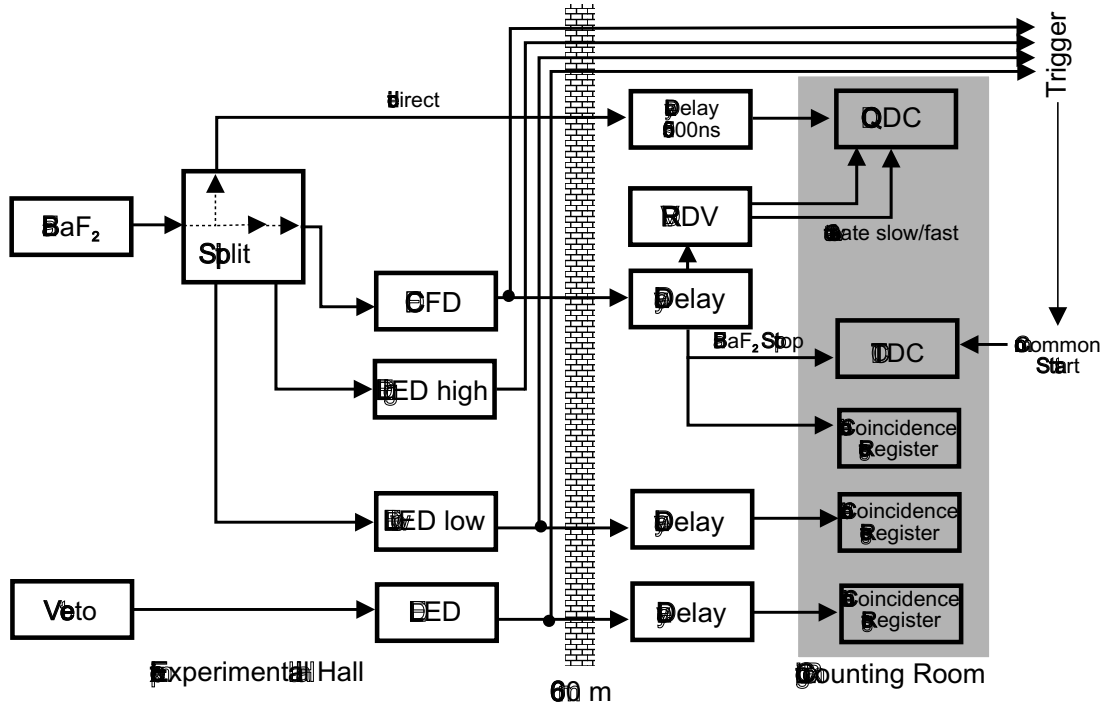 Trigger
direct
Delay
600ns
QDC
BaF2
Split
RDV
Gate slow/fast
CFD
Delay
BaF2 Stop
TDC
Common
Start
LED high
Coincidence
Register
LED low
Delay
Coincidence
Register
Veto
LED
Delay
Coincidence
Register
Experimental Hall
60 m
Counting Room